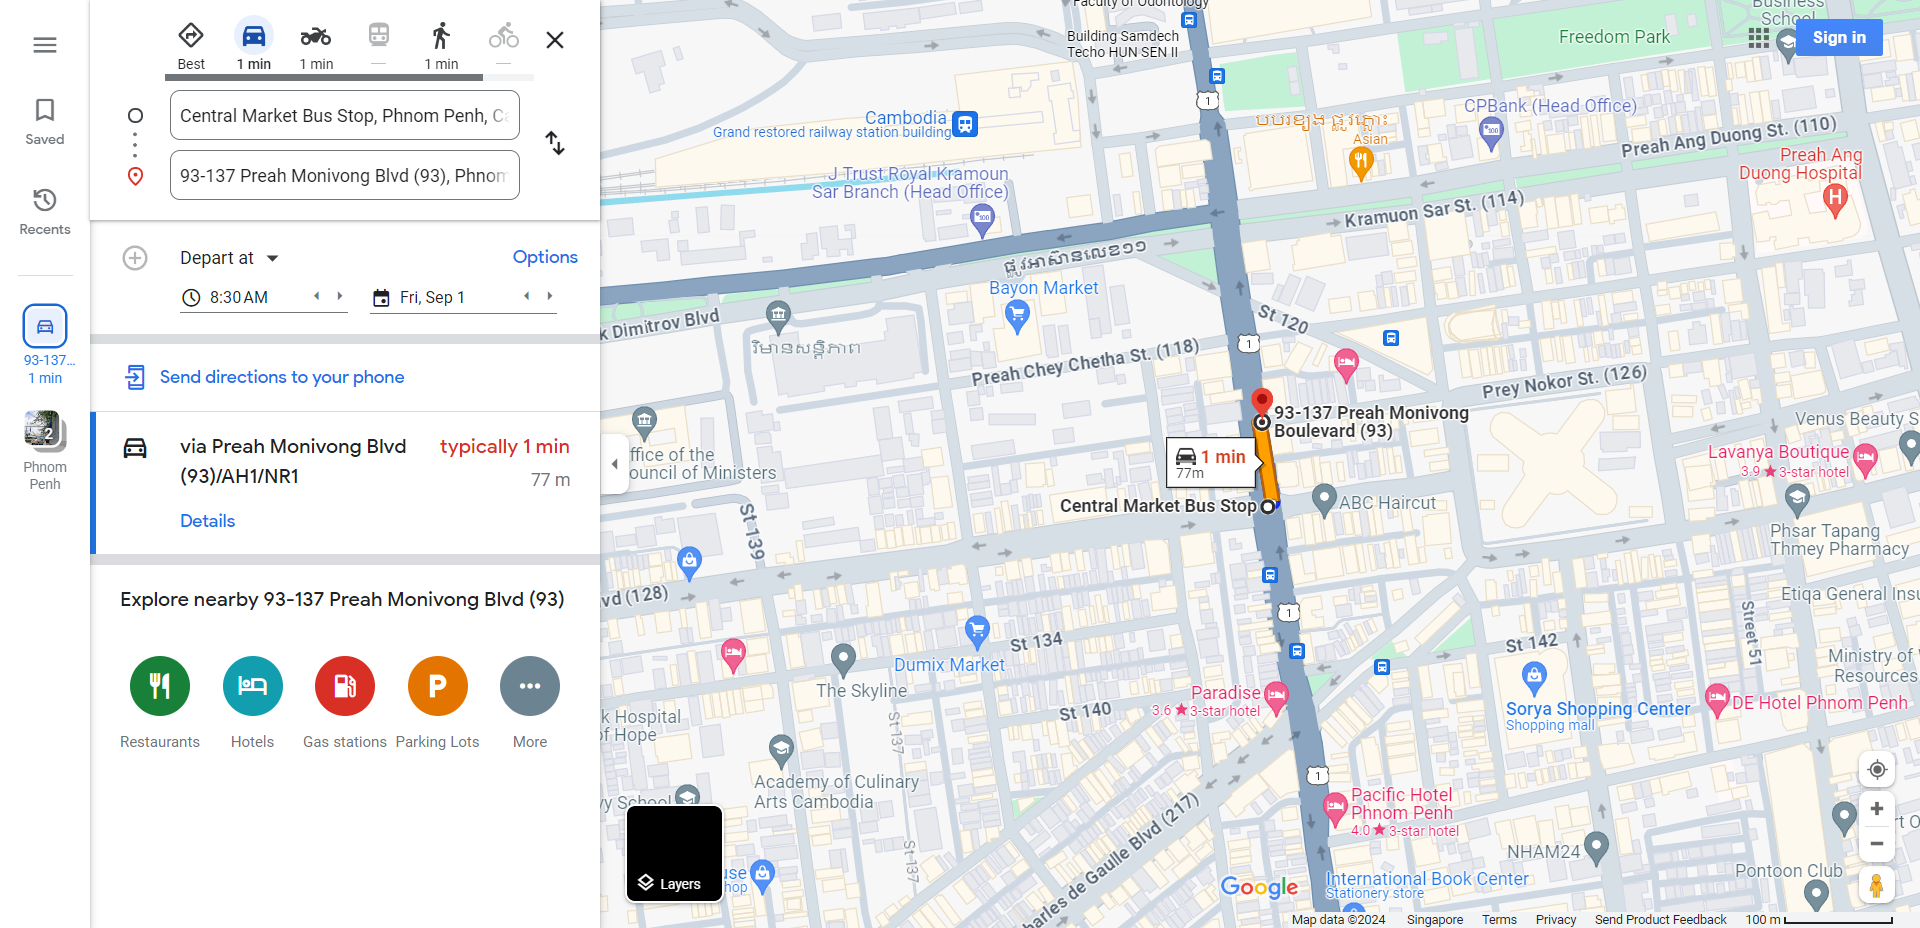 Best
1 min
1 min
1 min
Saved
Recents
93-137...
1 min
2
Phnom
Penh
Central Market Bus Stop, Phnom Penh,
93-137 Preah Monivong Blvd (93), Phnom
Depart at
Options
8:30 AM
Fri, Sep 1
Send directions to your phone
via Preah Monivong Blvd
(93)/AH1/NR1
typically 1 min
77 m
Details
Explore nearby 93-137 Preah Monivong Blvd (93)
Restaurants
Hotels
Gas stations
P
Parking Lots
More
Faculty of Odontology
Building Samdech
Techo HUN SEN II
Business
School
Freedom Park
Sign in
1
Cambodia
Grand restored railway station building
CPBank (Head Office)
បបរខ្យង ផ្លូវភ្លោះ
Asian
Preah Ang Duong St. (110)
Preah Ang
Duong Hospital
H
J Trust Royal Kramoun
Sar Branch (Head Office)
Kramuon Sar St. (114)
ផ្លូវអាស៊ានលេខ១១
Bayon Market
k Dimitrov Blvd
St 120
1
វិមានសន្តិភាព
Preah Chey Chetha St. (118)
Prey Nokor St. (126)
93-137 Preah Monivong
Boulevard (93)
Venus Beauty S
Lavanya Boutique
3.9 ★ 3-star hotel
ffice of the
ouncil of Ministers
1 min
77m
Central Market Bus Stop
ABC Haircut
St 139
Phsar Tapang
Thmey Pharmacy
vd (128)
Etiqa General Insu
1
Street 51
St 134
St 142
Dumix Market
The Skyline
Ministry of
Resources
Paradise
3.6 ★ 3-star hotel
St 140
Sorya Shopping Center
Shopping mall
DE Hotel Phnom Penh
k Hospital
of Hope
St 137
Academy of Culinary
Arts Cambodia
vy School
1
Pacific Hotel
Phnom Penh
4.0 ★ 3-star hotel
harles de Gaulle Blvd (217)
St 137
NHAM24
rt O
Pontoon Club
use
hop
Layers
Google
International Book Center
Stationery store
Map data ©2024
Singapore
Terms
Privacy
Send Product Feedback
100 m